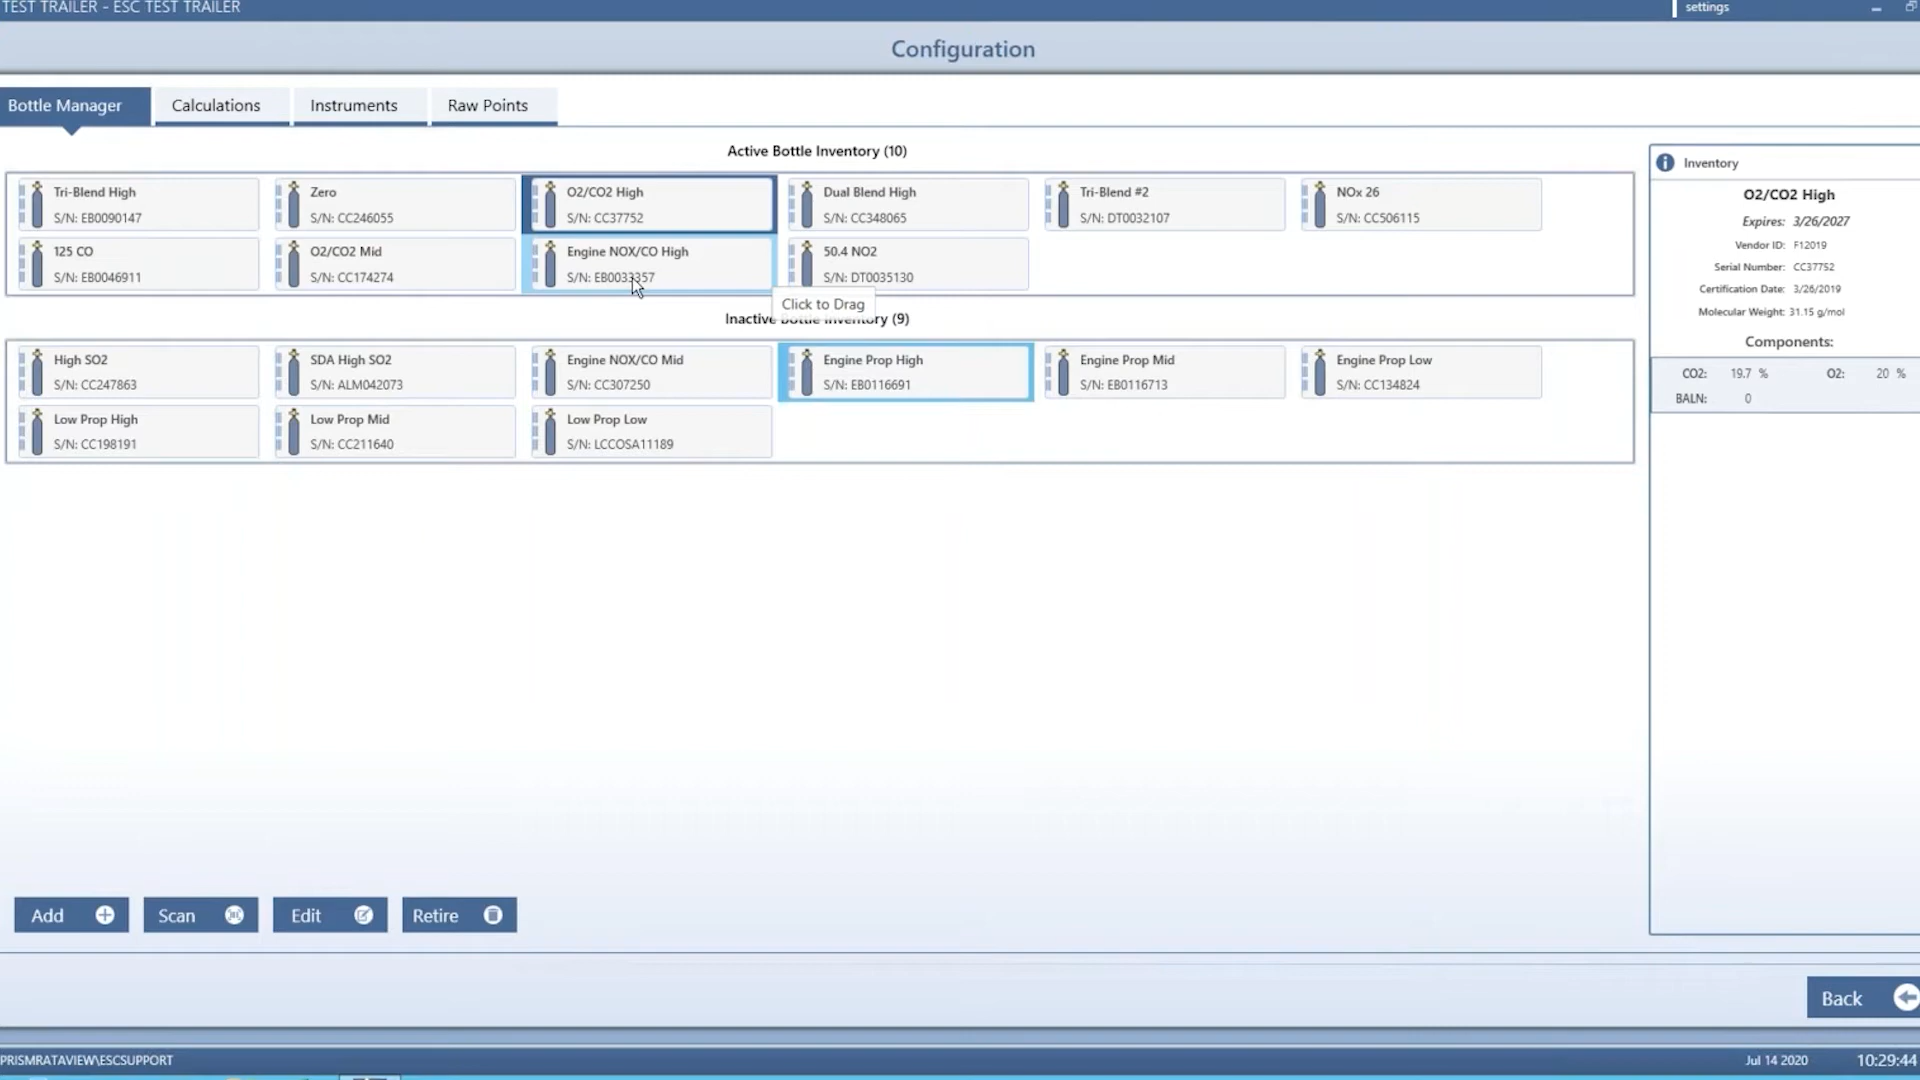 TEST TRAILER - ESC TEST TRAILER
settings
Configuration
Bottle Manager
Calculations
Instruments
Raw Points
Active Bottle Inventory (10)
Tri-Blend High
S/N: EB0090147
Zero
S/N: CC246055
O2/CO2 High
S/N: CC37752
Dual Blend High
S/N: CC348065
Tri-Blend #2
S/N: DT0032107
NOx 26
S/N: CC506115
125 CO
S/N: EB0046911
O2/CO2 Mid
S/N: CC174274
Engine NOX/CO High
S/N: EB0033357
50.4 NO2
S/N: DT0035130
Click to Drag
Inactive Bottle Inventory (9)
High SO2
S/N: CC247863
SDA High SO2
S/N: ALM042073
Engine NOX/CO Mid
S/N: CC307250
Engine Prop High
S/N: EB0116691
Engine Prop Mid
S/N: EB0116713
Engine Prop Low
S/N: CC134824
Low Prop High
S/N: CC198191
Low Prop Mid
S/N: CC211640
Low Prop Low
S/N: LCCOSA11189
Inventory
O2/CO2 High
Expires: 3/26/2027
Vendor ID: F12019
Serial Number: CC37752
Certification Date: 3/26/2019
Molecular Weight: 31.15 g/mol
Components:
CO2: 19.7 % O2: 20 %
BALN: 0
Add
Scan
Edit
Retire
Back
PRISMRATAVIEW\ESCSUPPORT
Jul 14 2020
10:29:44